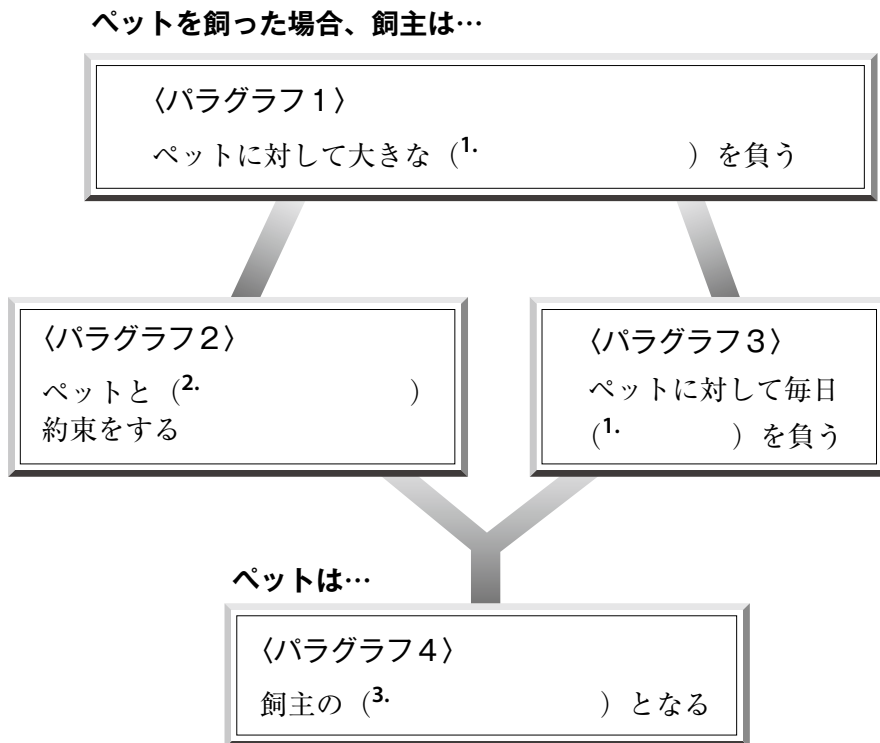 ペットを飼った場合、飼主は…
〈パラグラフ1〉
ペットに対して大きな（1.　　　　　）を負う
〈パラグラフ2〉
ペットと（2.　　　　　）
約束をする
〈パラグラフ3〉
ペットに対して毎日
（1.　　　　　）を負う
ペットは…
〈パラグラフ4〉
飼主の（3.　　　　　）となる